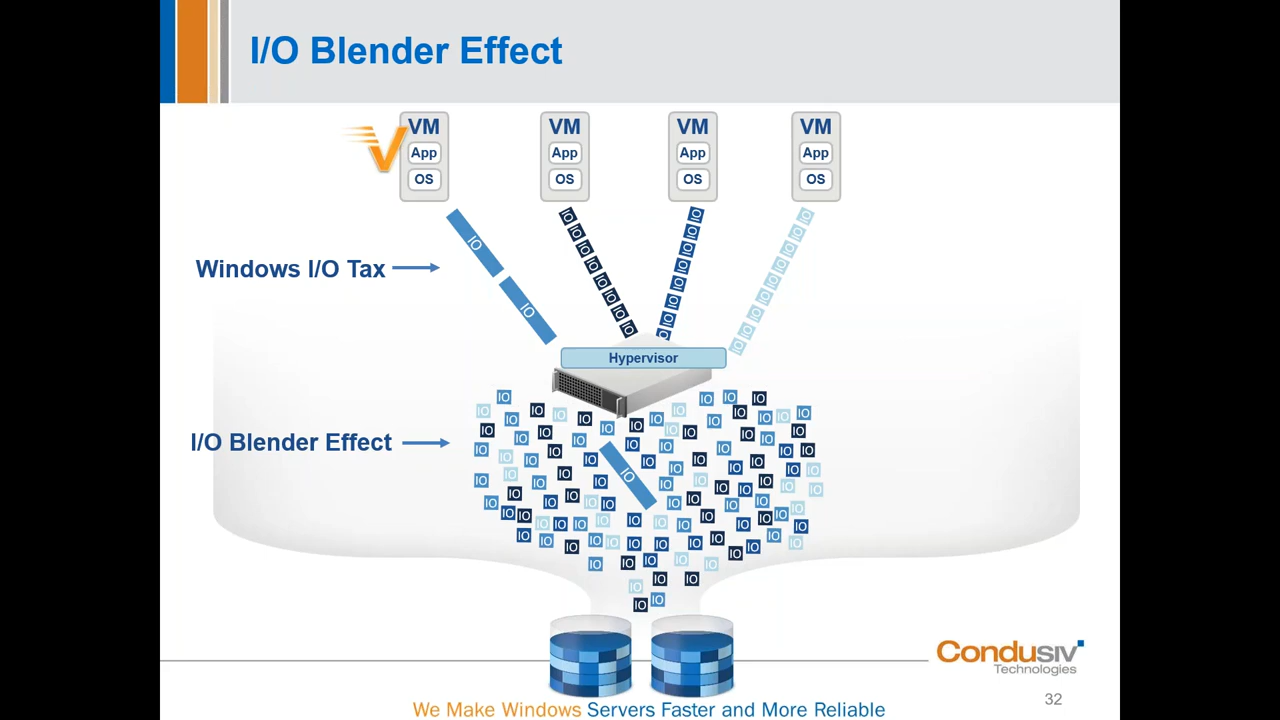 I/O Blender Effect
VM VM VM VM
App App App App
OS OS OS OS
Windows I/O Tax
Hypervisor
I/O Blender Effect
IO
Condusiv
Technologies
We Make Windows Servers Faster and More Reliable
32